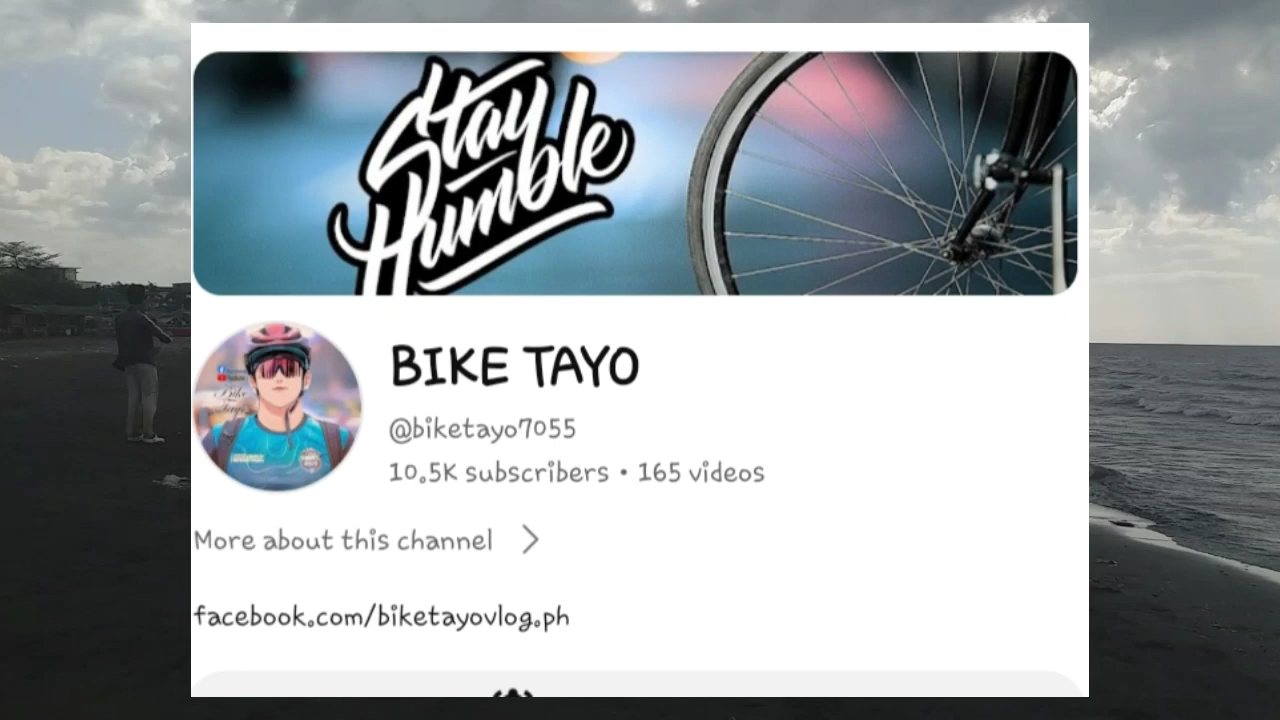 Stay
Humble
BIKE TAYO
@biketayo7055
10.5K subscribers • 165 videos
More about this channel
facebook.com/biketayovlog.ph